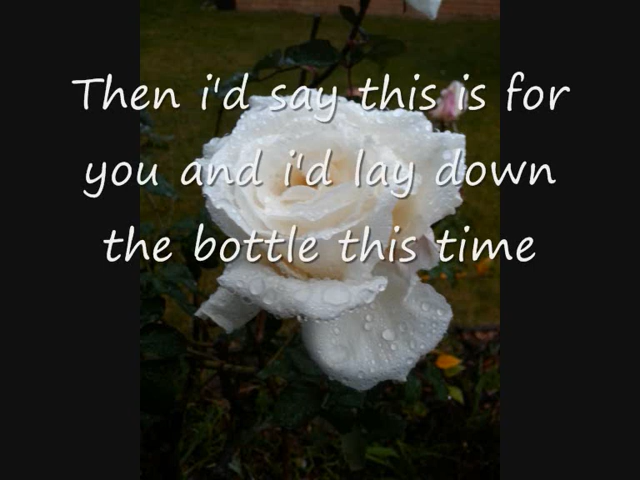 Then i'd say this is for
you and i'd lay down
the bottle this time